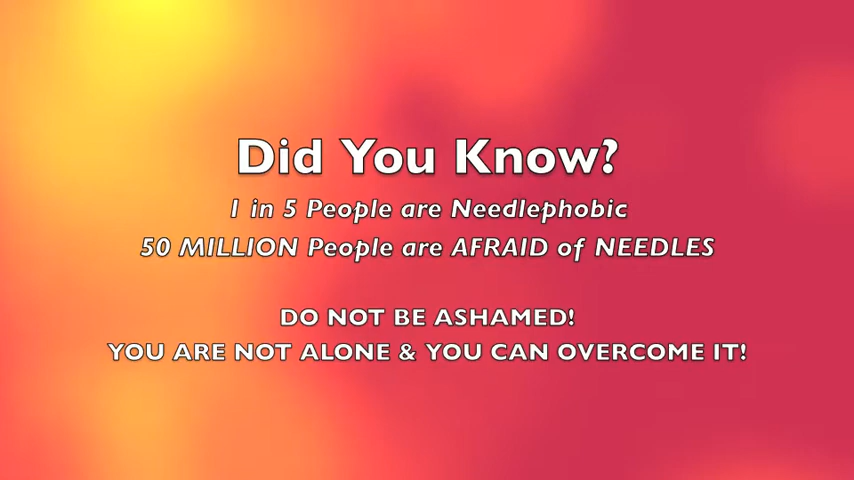 Did You Know?
1 in 5 People are Needlephobic
50 MILLION People are AFRAID of NEEDLES
DO NOT BE ASHAMED!
YOU ARE NOT ALONE & YOU CAN OVERCOME IT!